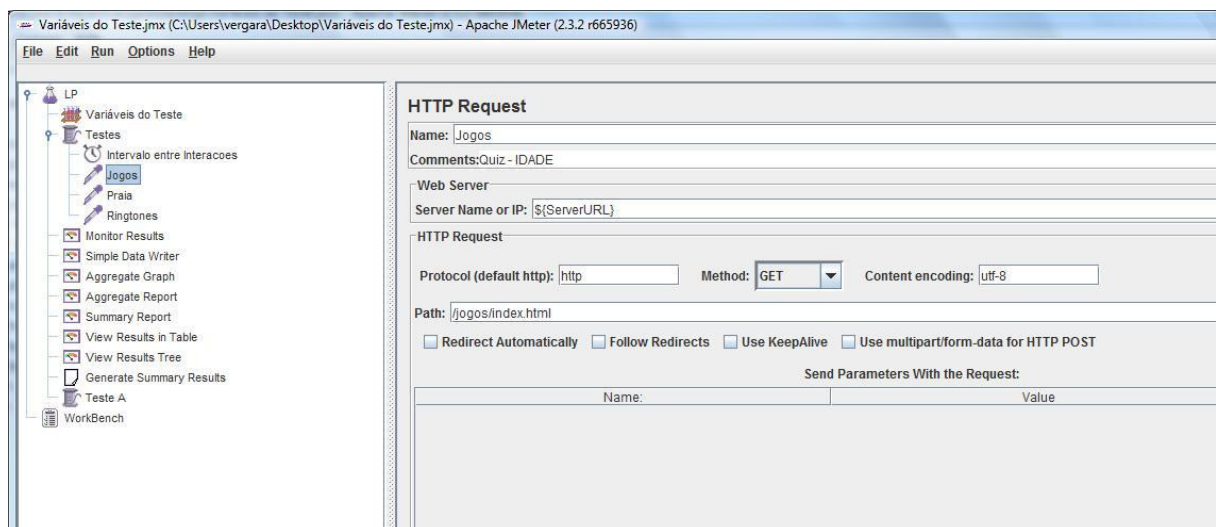 Variáveis do Teste.jmx (C:\Users\vergara\Desktop\Variáveis do Teste.jmx) - Apache JMeter (2.3.2 r665936)
File Edit Run Options Help
LP
Variáveis do Teste
Testes
Intervalo entre Interacoes
Jogos
Praia
Ringtones
Monitor Results
Simple Data Writer
Aggregate Graph
Aggregate Report
Summary Report
View Results in Table
View Results Tree
Generate Summary Results
Teste A
WorkBench
HTTP Request
Name: Jogos
Comments:Quiz - IDADE
Web Server
Server Name or IP: ${ServerURL}
HTTP Request
Protocol (default http): http Method: GET Content encoding: utf-8
Path: /jogos/index.html
Redirect Automatically Follow Redirects Use KeepAlive Use multipart/form-data for HTTP POST
Send Parameters With the Request:
Name: Value